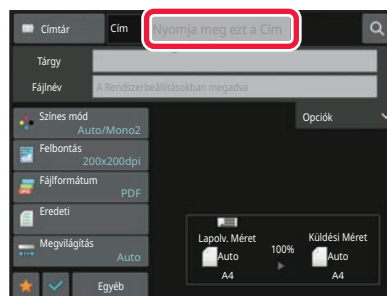 Címtár
Cím
Nyomja meg ezt a Cím
Tárgy
Fájlnév
A Rendszerbeállításokban megadva
Színes mód
Auto/Mono2
Opciók
Felbontás
200x200dpi
Fájlformátum
PDF
Eredeti
Megvilágítás
Auto
Lapolv. Méret
100%
Küldési Méret
Auto
Auto
A4
A4
Egyéb